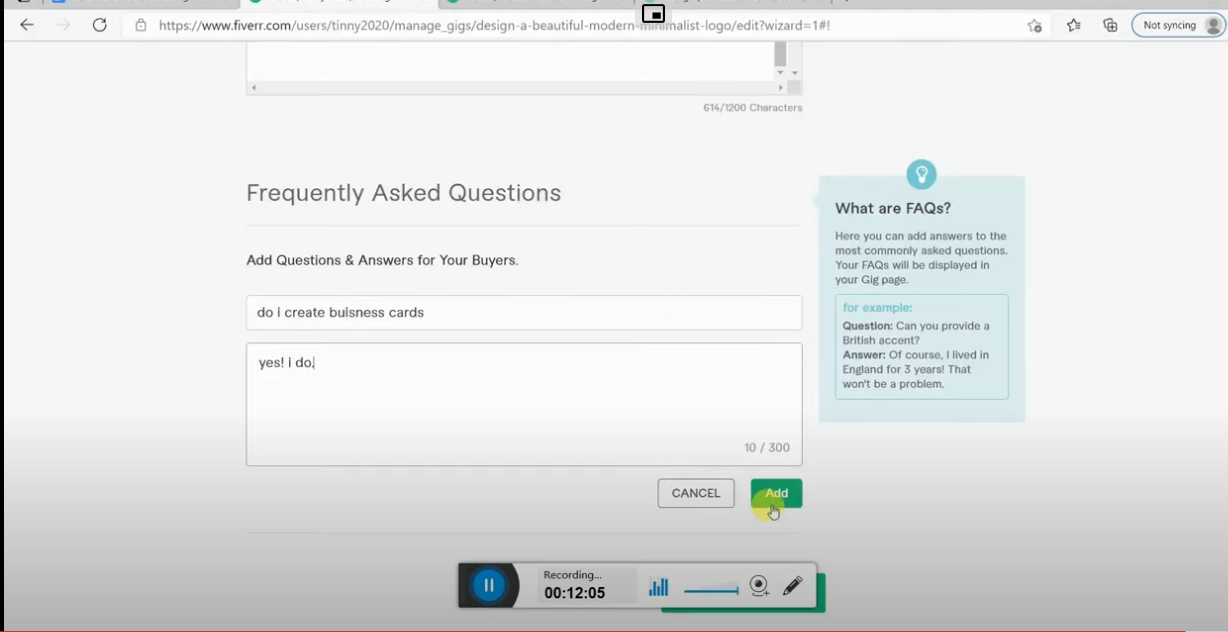 https://www.fiverr.com/users/tinny2020/manage_gigs/design-a-beautiful-modern-minimalist-logo/edit?wizard=1#!
Not syncing
614/1200 Characters
Frequently Asked Questions
Add Questions & Answers for Your Buyers.
do i create buisness cards
yes! i do.
10 / 300
CANCEL
Add
What are FAQs?
Here you can add answers to the
most commonly asked questions.
Your FAQs will be displayed in
your Gig page.
for example:
Question: Can you provide a
British accent?
Answer: Of course, I lived in
England for 3 years! That
won't be a problem.
Recording...
00:12:05